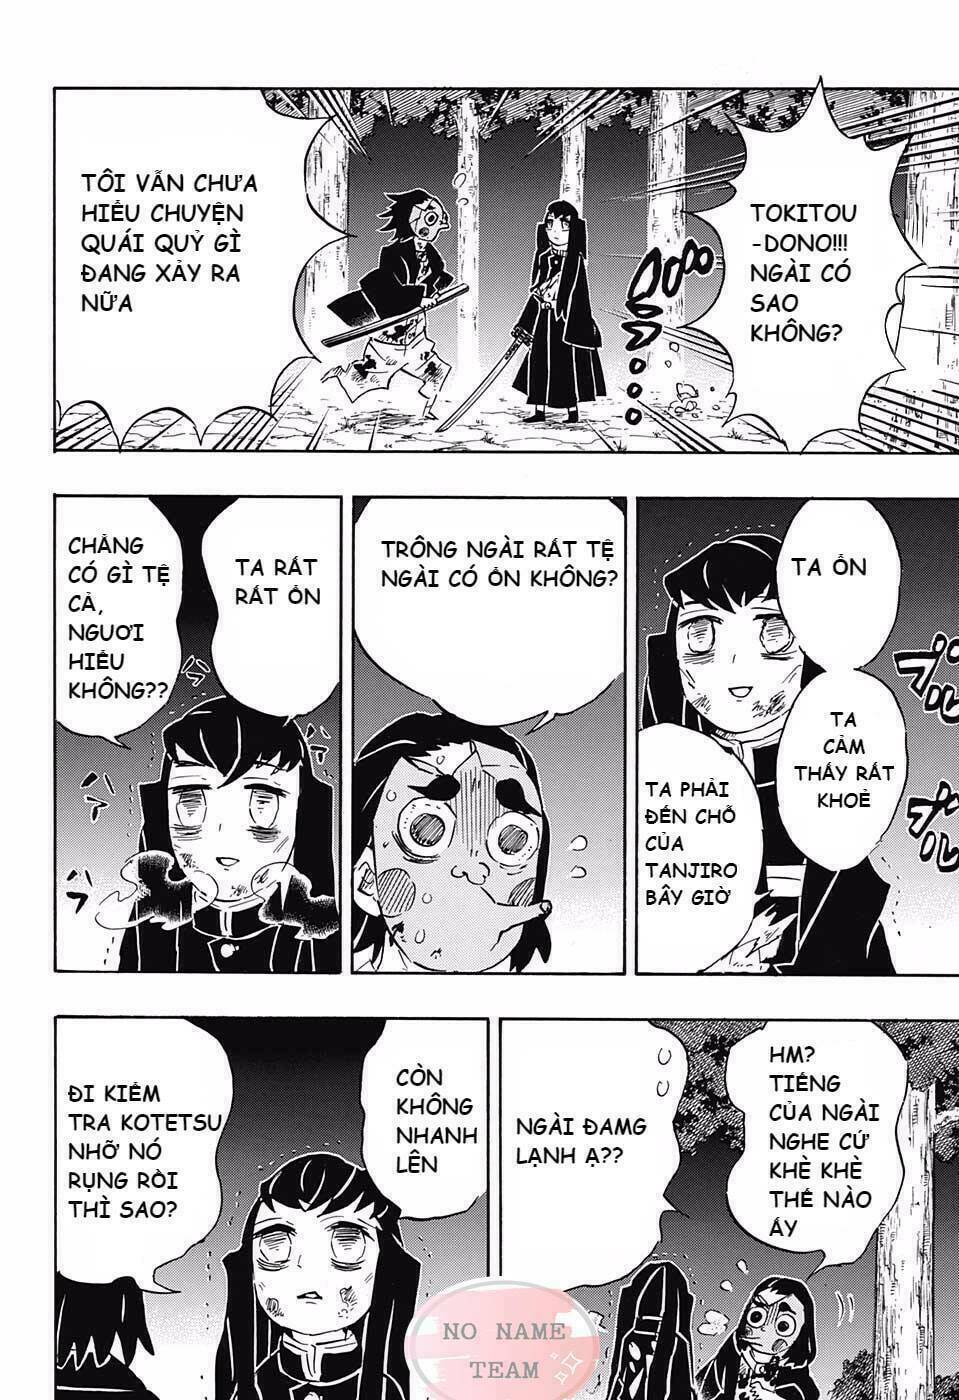 TOKITOU
-DONO!!!
NGÀI CÓ
SAO
KHÔNG?
TÔI VẪN CHƯA
HIỂU CHUYỆN
QUÁI QUỶ GÌ
ĐANG XẢY RA
NỮA
TA ỔN
TA
CẢM
THẤY RẤT
KHOẺ
TA PHẢI
ĐẾN CHỖ
CỦA
TANJIRO
BÂY GIỜ
TRÔNG NGÀI RẤT TỆ
NGÀI CÓ ỔN KHÔNG?
TA RẤT
RẤT ỔN
CHẲNG
CÓ GÌ TỆ
CẢ,
NGUƠI
HIỂU
KHÔNG??
HM?
TIẾNG
CỦA NGÀI
NGHE CỨ
KHÈ KHÈ
THẾ NÀO
ẤY
NGÀI ĐAMG
LẠNH Ạ??
CÒN
KHÔNG
NHANH
LÊN
ĐI KIỂM
TRA KOTETSU
NHỠ NÓ
RỤNG RỒI
THÌ SAO?
NO NAME
TEAM